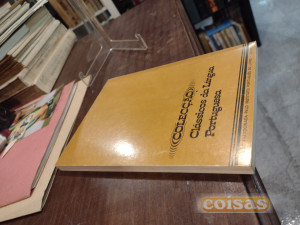 COLECÇÃO
Clássicos da Língua
Portuguesa
coisas